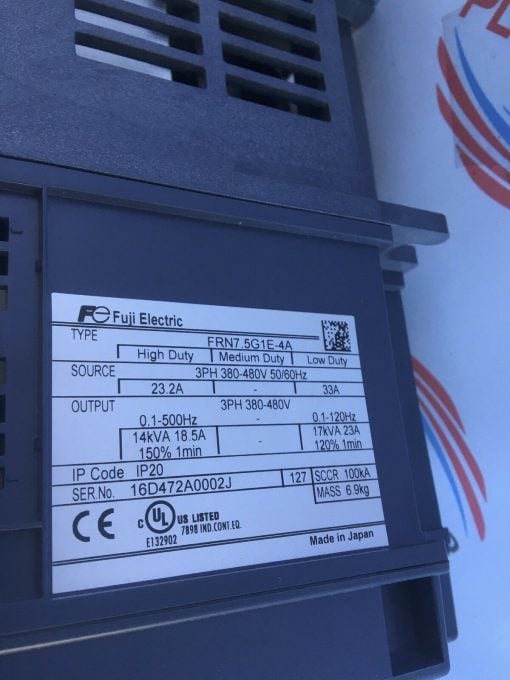 Fe Fuji Electric
TYPE FRN7.5G1E-4A
High Duty Medium Duty Low Duty
SOURCE 3PH 380-480V 50/60Hz
23.2A - 33A
OUTPUT 3PH 380-480V
0.1-500Hz - 0.1-120Hz
14kVA 18.5A - 17kVA 23A
150% 1min 120% 1min
IP Code IP20
SER.No. 16D472A0002J 127 SCCR 100kA
MASS 6.9kg
CE C UL US LISTED
7898 IND.CONT.EQ.
E132902
Made in Japan